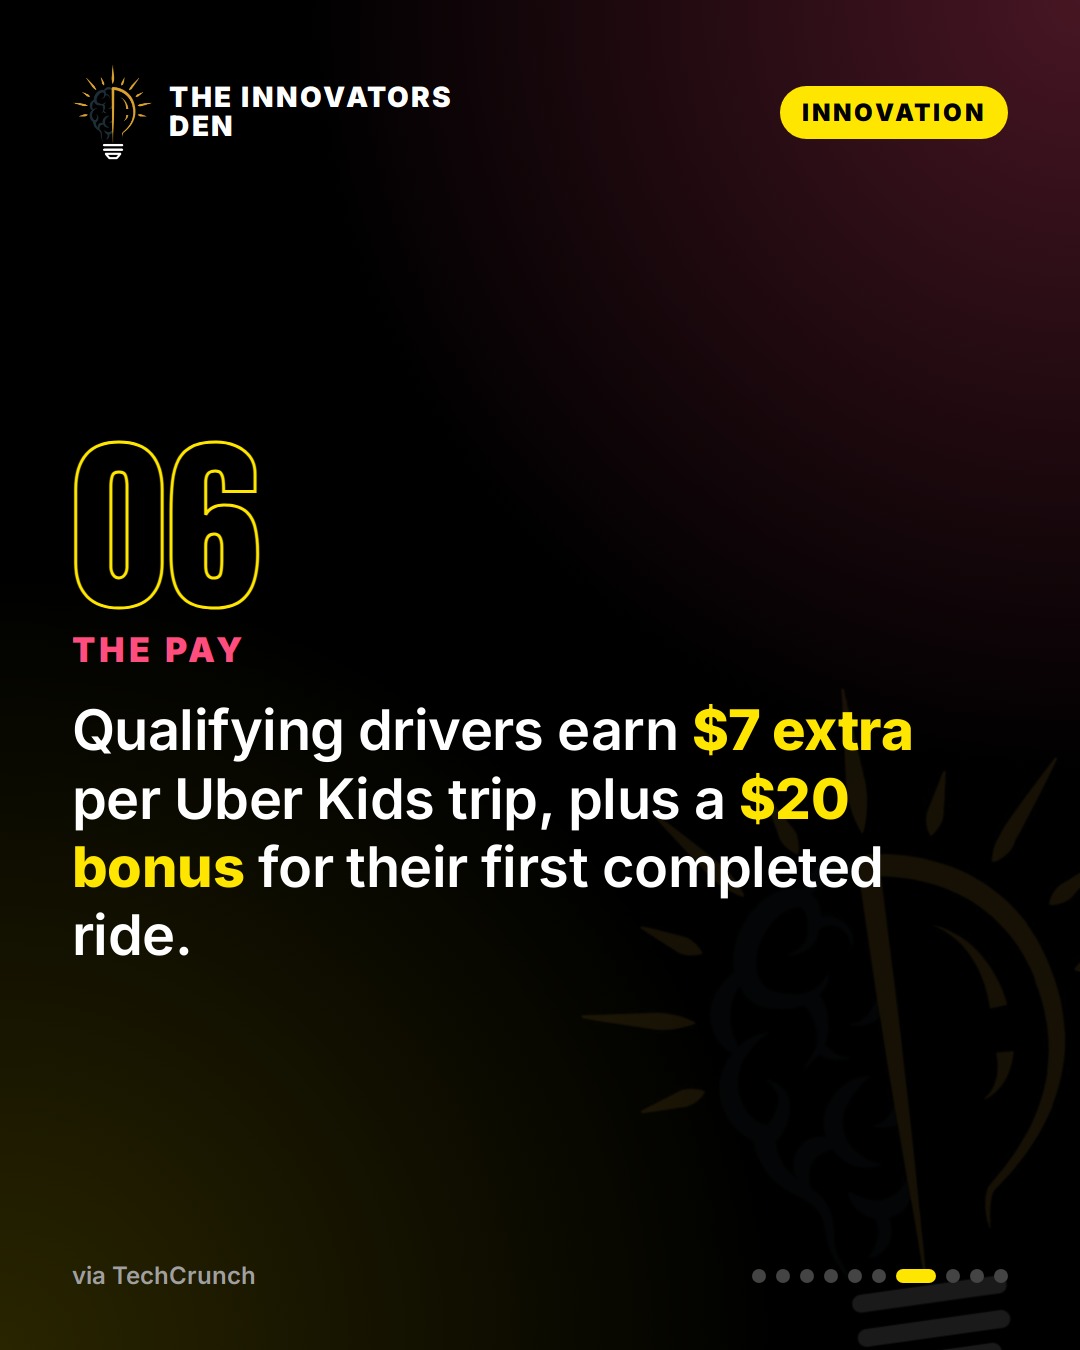 THE INNOVATORS
DEN
INNOVATION
06
THE PAY
Qualifying drivers earn $7 extra
per Uber Kids trip, plus a $20
bonus for their first completed
ride.
via TechCrunch